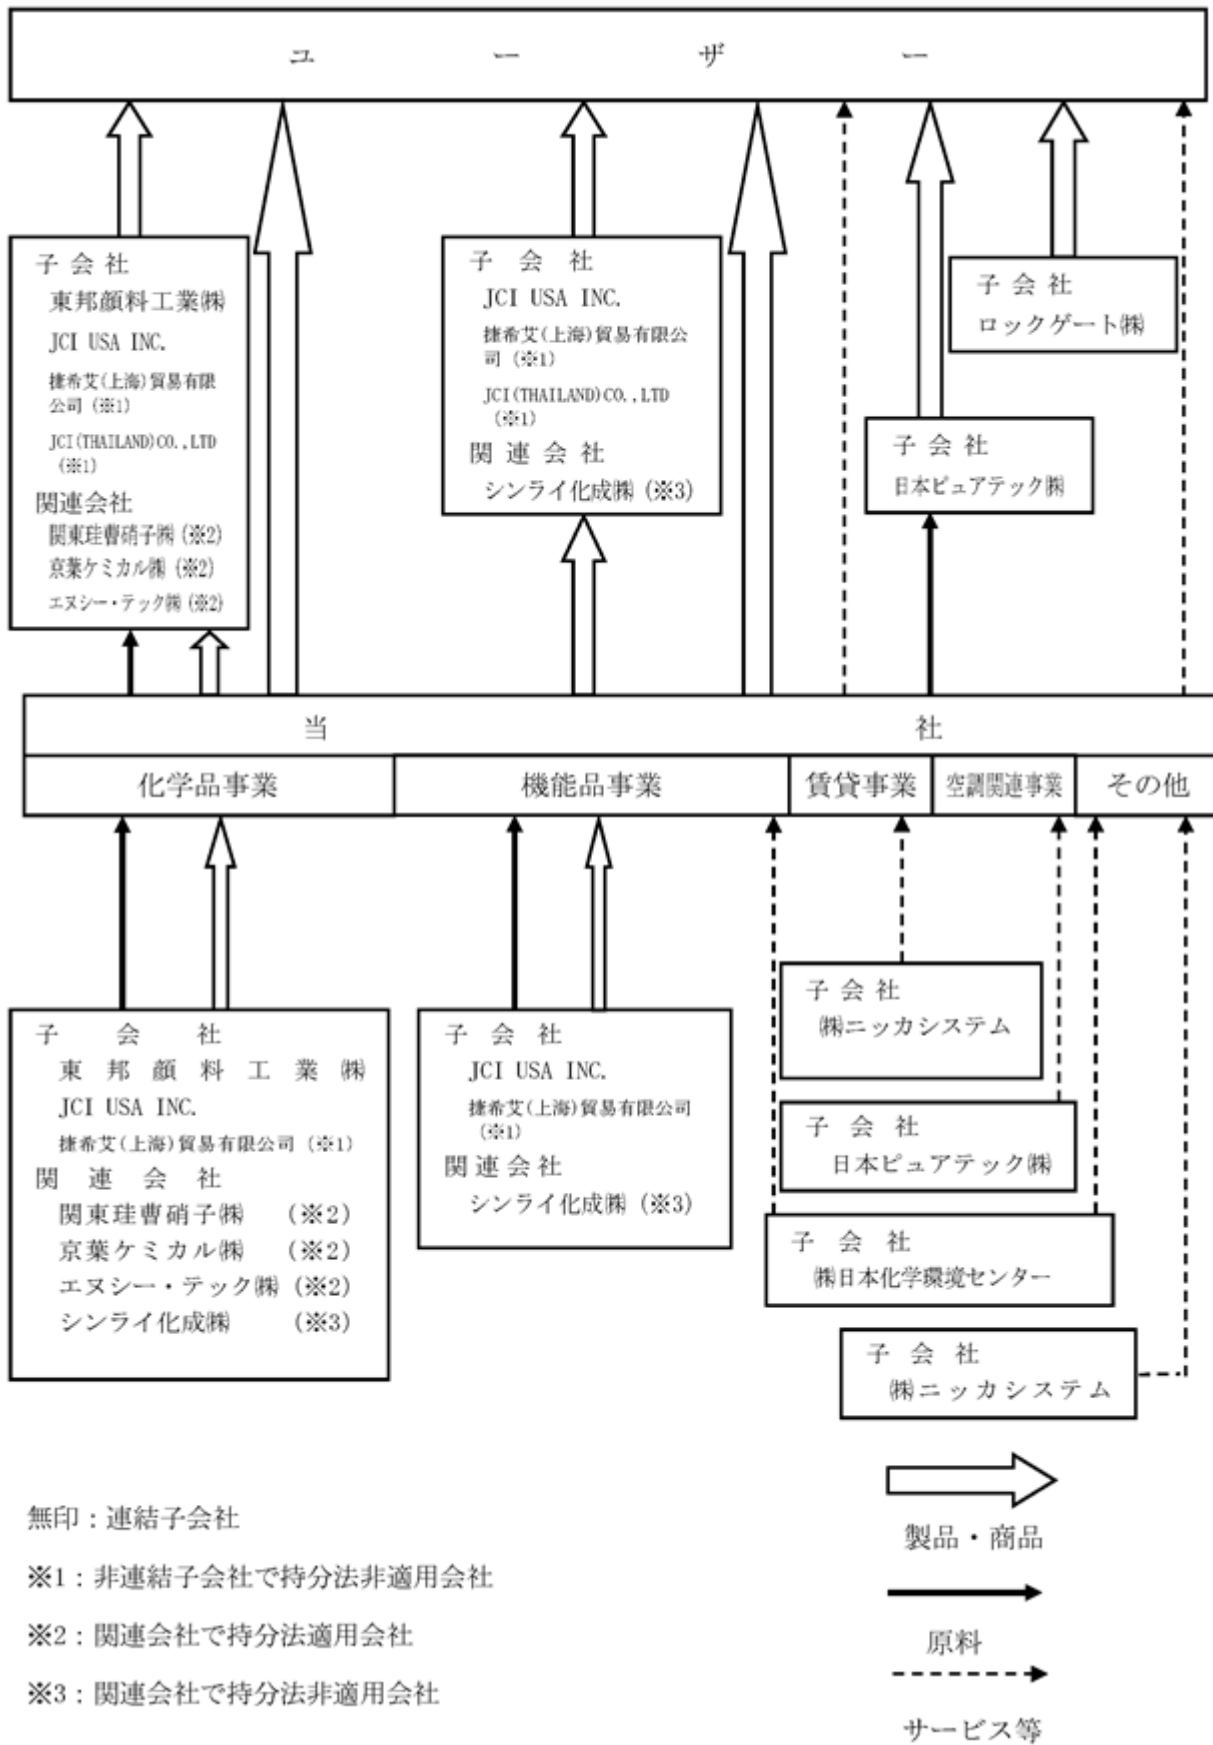 ユーザー
子会社
東邦顔料工業㈱
JCI USA INC.
捷希艾(上海)貿易有限
公司(※1)
JCI(THAILAND)CO.,LTD
(※1)
関連会社
関東珪曹硝子㈱(※2)
京葉ケミカル㈱(※2)
エヌシー・テック㈱(※2)
子会社
JCI USA INC.
捷希艾(上海)貿易有限公
司(※1)
JCI(THAILAND)CO.,LTD
(※1)
関連会社
シンライ化成㈱(※3)
子会社
ロックゲート㈱
子会社
日本ピュアテック㈱
当社
化学品事業
機能品事業
賃貸事業
空調関連事業
その他
子会社
東邦顔料工業㈱
JCI USA INC.
捷希艾(上海)貿易有限公司(※1)
関連会社
関東珪曹硝子㈱(※2)
京葉ケミカル㈱(※2)
エヌシー・テック㈱(※2)
シンライ化成㈱(※3)
子会社
JCI USA INC.
捷希艾(上海)貿易有限公司
(※1)
関連会社
シンライ化成㈱(※3)
子会社
㈱ニッカシステム
子会社
日本ピュアテック㈱
子会社
㈱日本化学環境センター
子会社
㈱ニッカシステム
無印：連結子会社
※1：非連結子会社で持分法非適用会社
※2：関連会社で持分法適用会社
※3：関連会社で持分法非適用会社
製品・商品
原料
サービス等